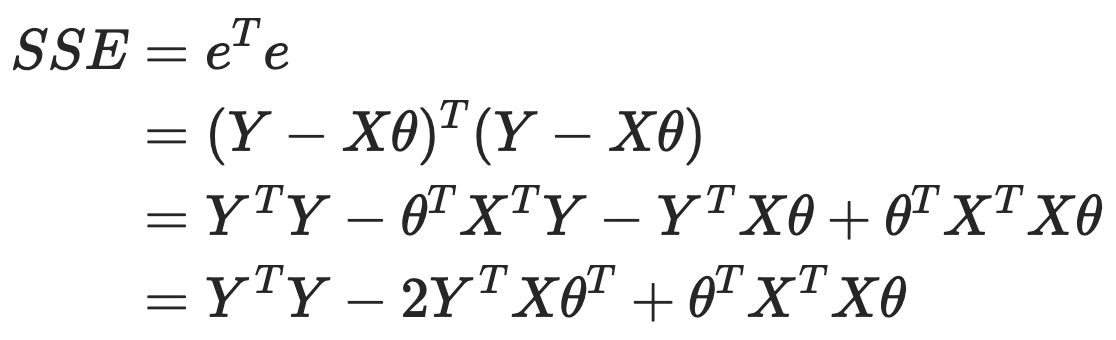 SSE = e^T e
= (Y − Xθ)^T (Y − Xθ)
= Y^T Y − θ^T X^T Y − Y^T Xθ + θ^T X^T Xθ
= Y^T Y − 2Y^T Xθ^T + θ^T X^T Xθ